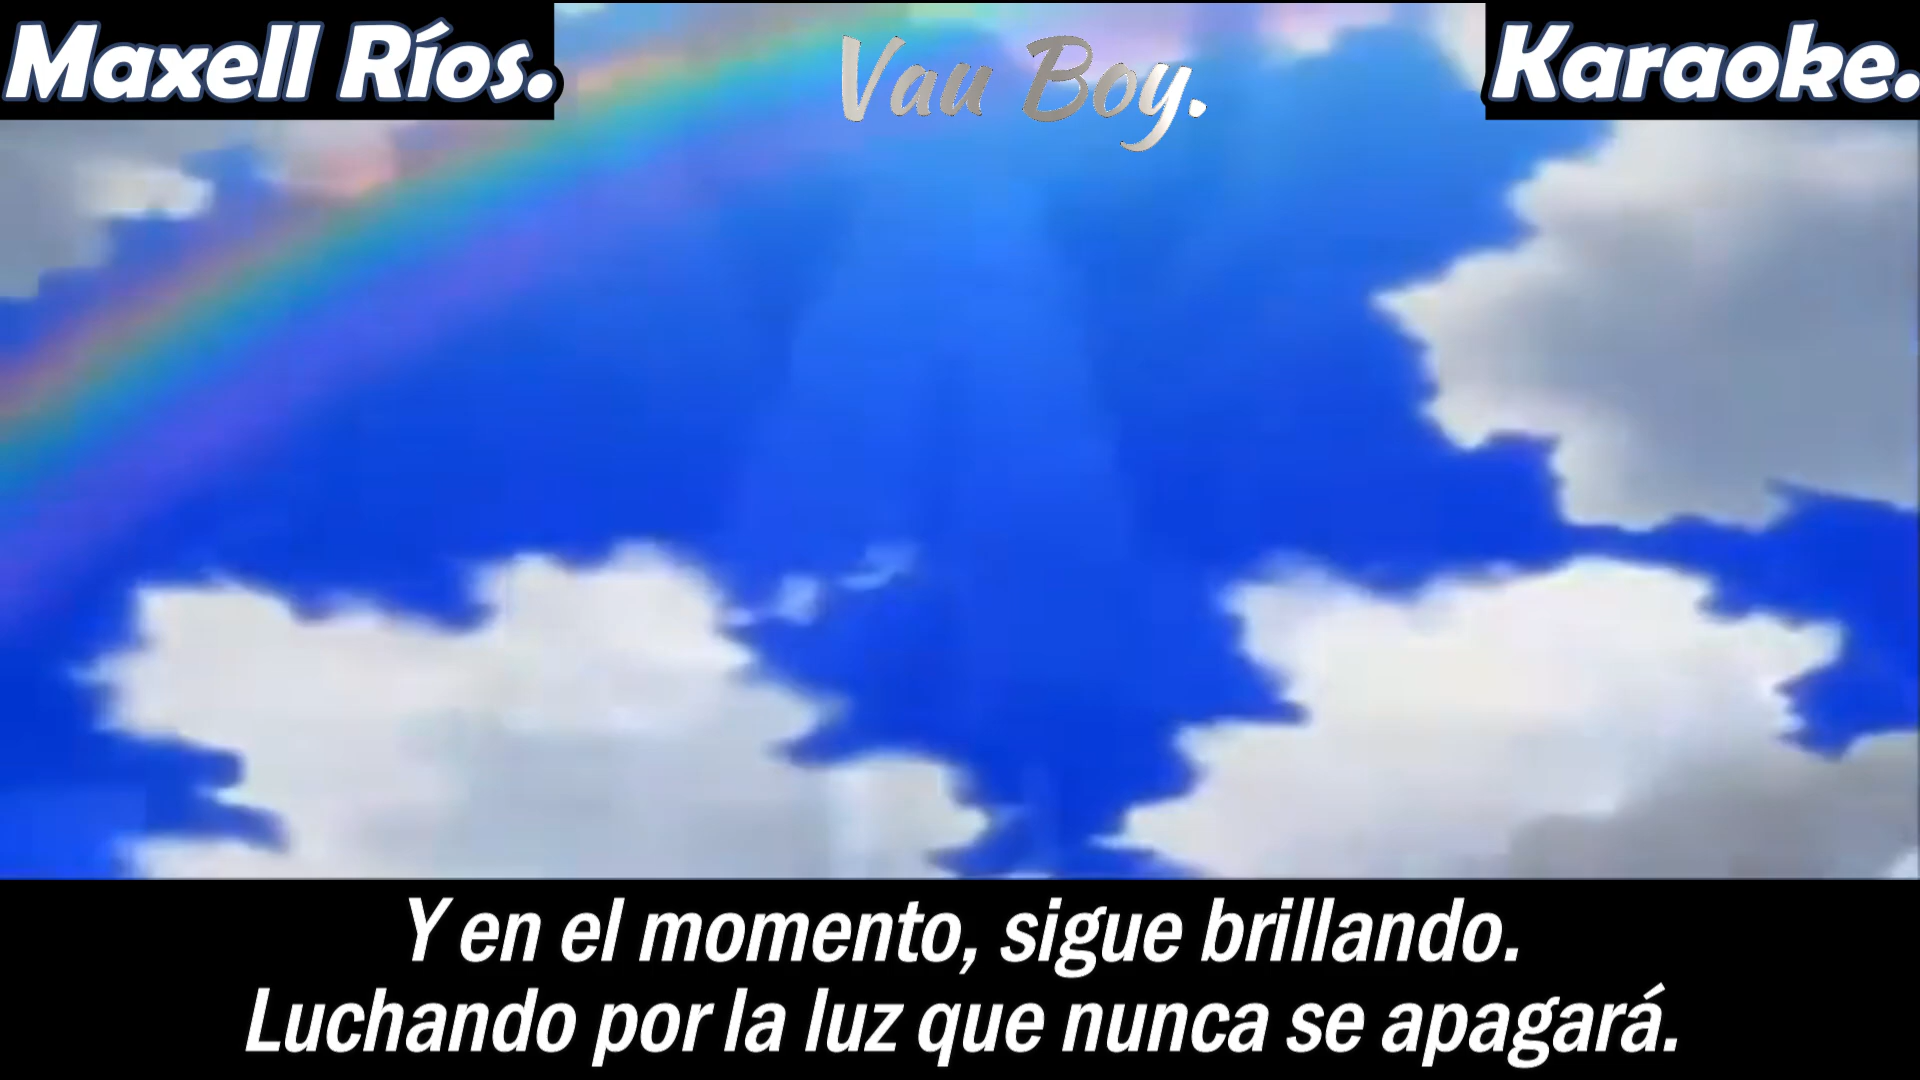 Maxell Ríos.
Vau Boy.
Karaoke.
Y en el momento, sigue brillando.
Luchando por la luz que nunca se apagará.